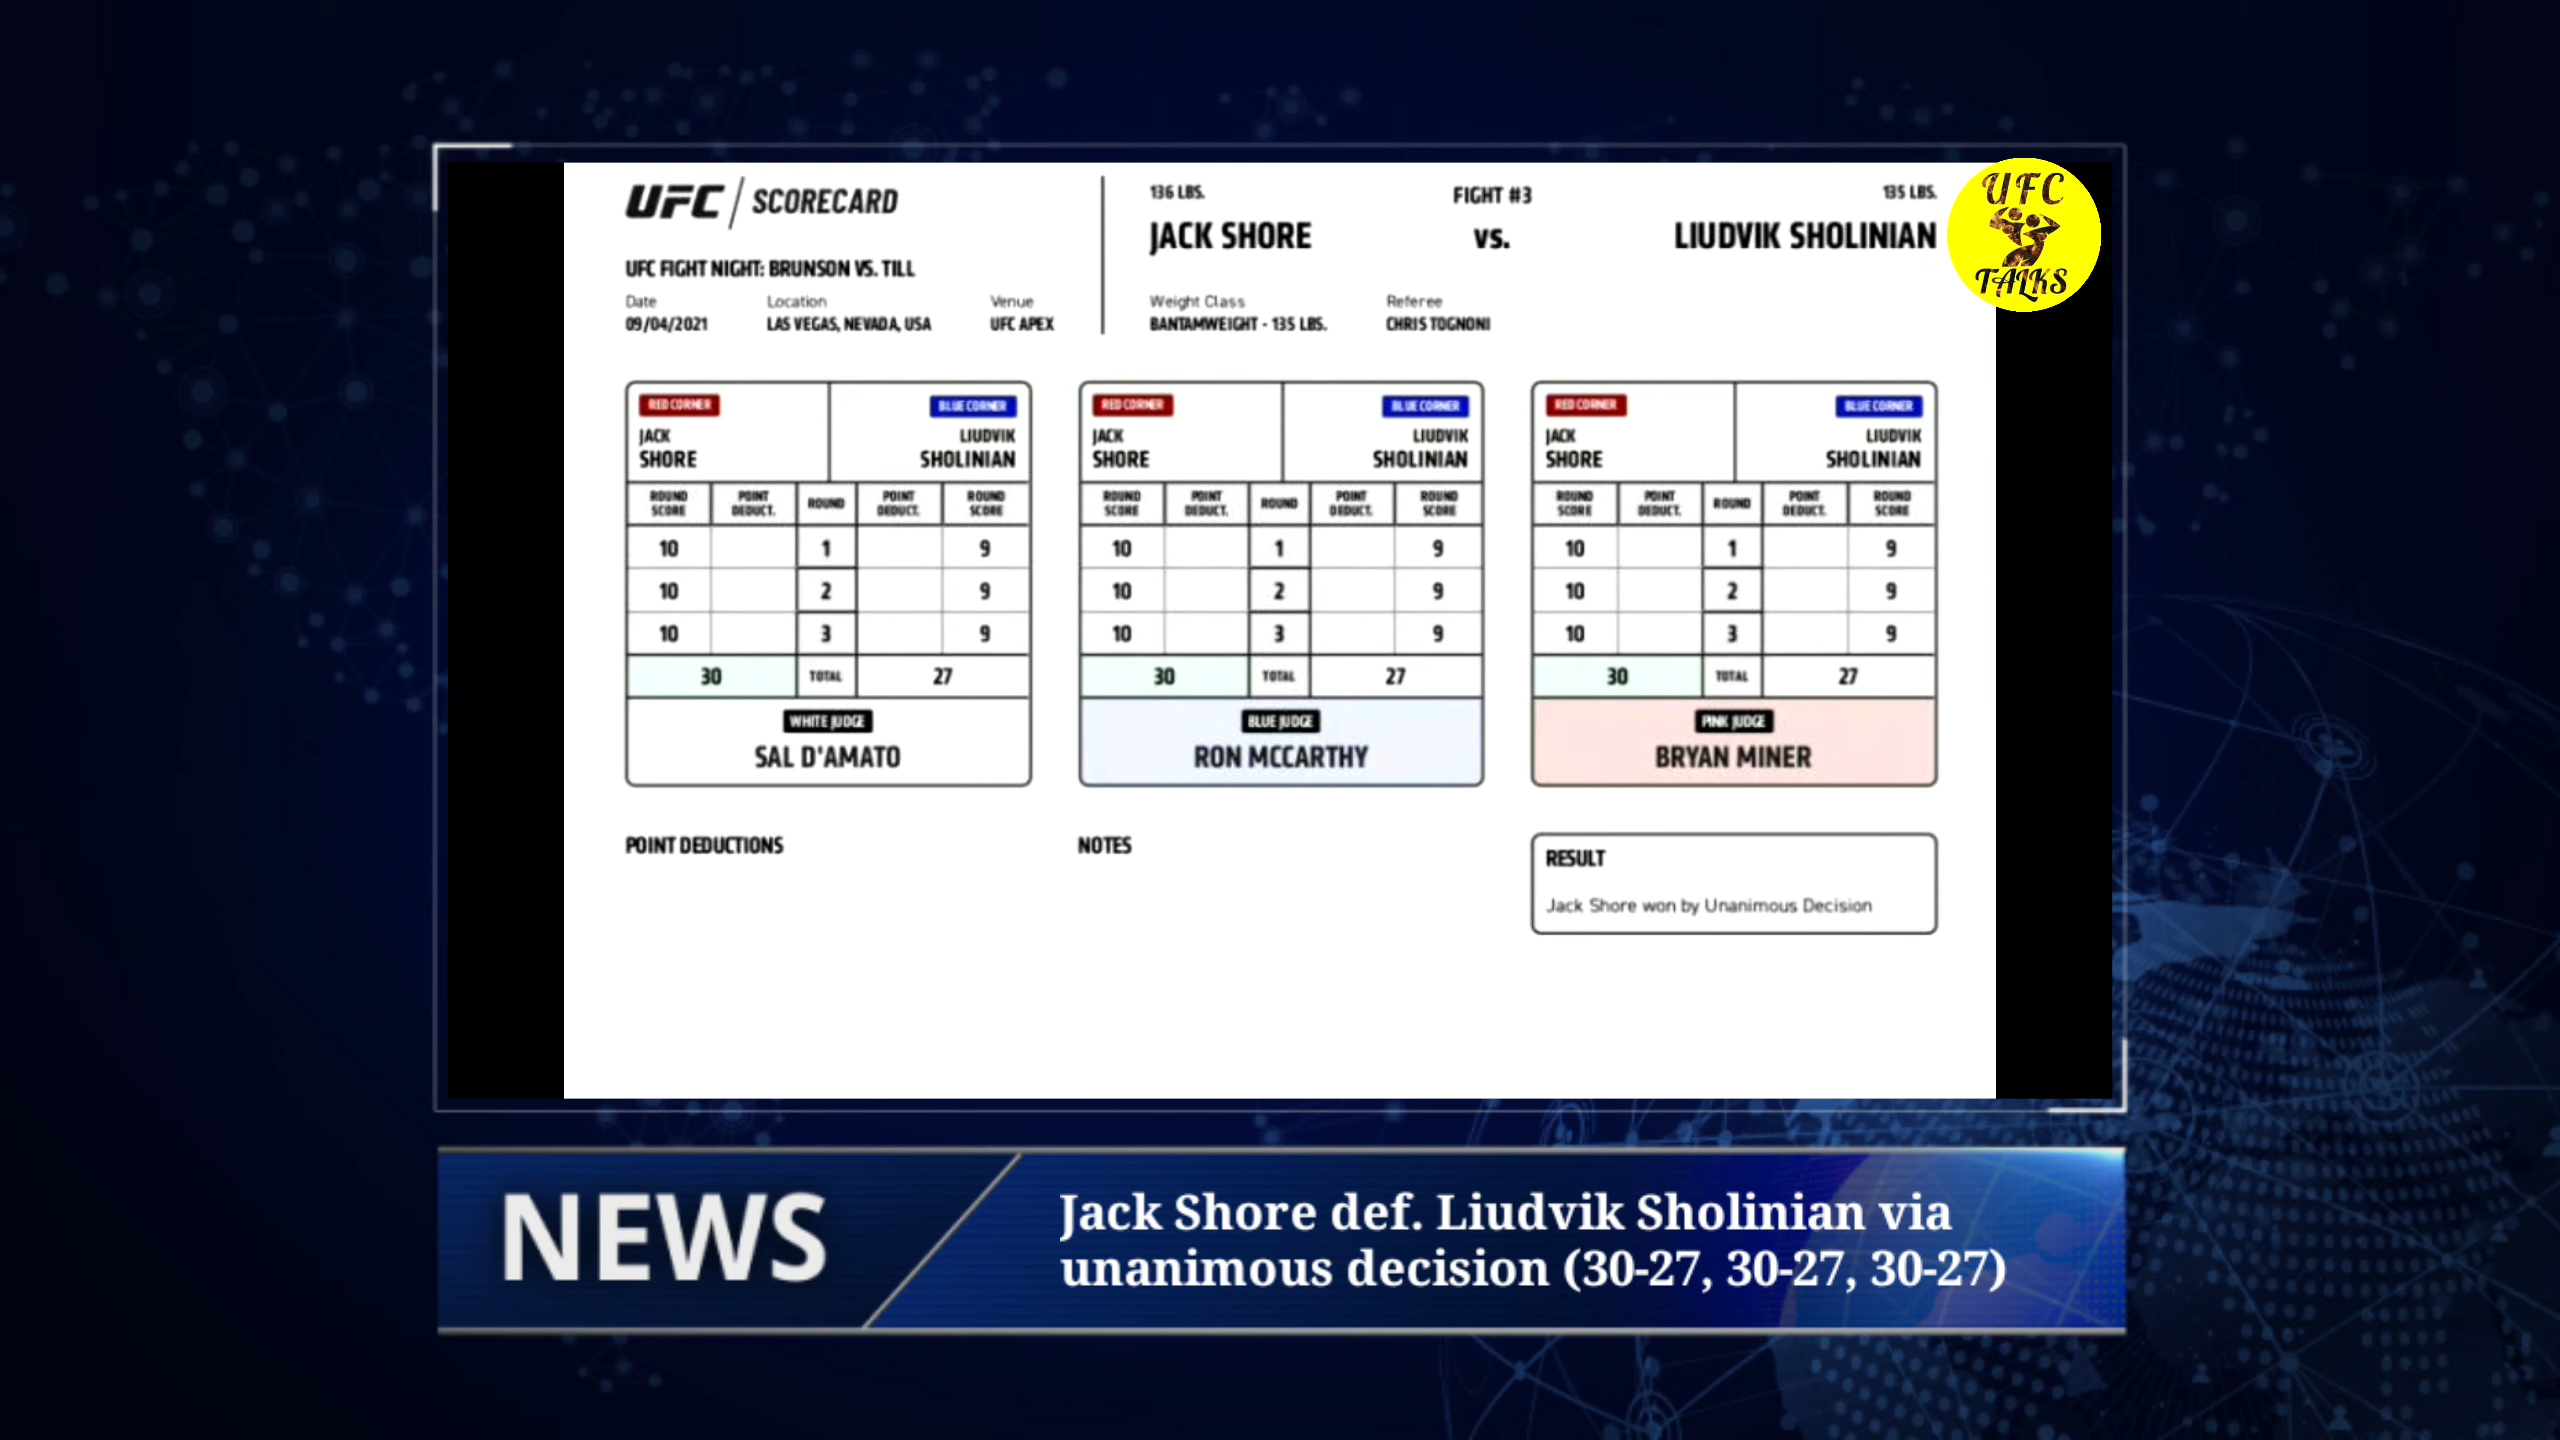 UFC / SCORECARD
UFC FIGHT NIGHT: BRUNSON VS. TILL
Date Location Venue
09/04/2021 LAS VEGAS, NEVADA, USA UFC APEX
136 LBS. FIGHT #3 135 LBS.
JACK SHORE VS. LIUDVIK SHOLINIAN
Weight Class Referee
BANTAMWEIGHT - 135 LBS. CHRIS TOGNONI
UFC
TALKS
RED CORNER BLUE CORNER
JACK LIUDVIK
SHORE SHOLINIAN
ROUND SCORE POINT DEDUCT. ROUND POINT DEDUCT. ROUND SCORE
10 1 9
10 2 9
10 3 9
30 TOTAL 27
WHITE JUDGE
SAL D'AMATO
RED CORNER BLUE CORNER
JACK LIUDVIK
SHORE SHOLINIAN
ROUND SCORE POINT DEDUCT. ROUND POINT DEDUCT. ROUND SCORE
10 1 9
10 2 9
10 3 9
30 TOTAL 27
BLUE JUDGE
RON MCCARTHY
RED CORNER BLUE CORNER
JACK LIUDVIK
SHORE SHOLINIAN
ROUND SCORE POINT DEDUCT. ROUND POINT DEDUCT. ROUND SCORE
10 1 9
10 2 9
10 3 9
30 TOTAL 27
PINK JUDGE
BRYAN MINER
POINT DEDUCTIONS
NOTES
RESULT
Jack Shore won by Unanimous Decision
NEWS
Jack Shore def. Liudvik Sholinian via
unanimous decision (30-27, 30-27, 30-27)